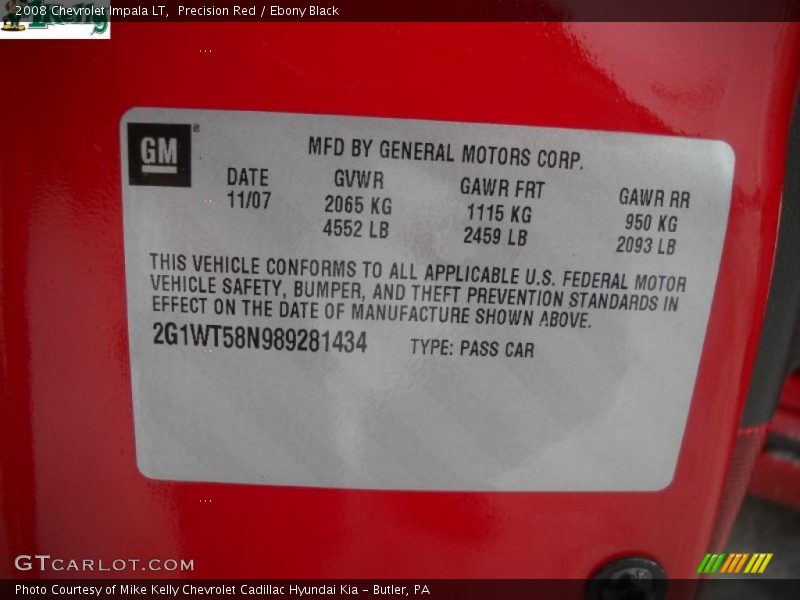 2008 Chevrolet Impala LT,  Precision Red / Ebony Black
GM
MFD BY GENERAL MOTORS CORP.
DATE GVWR GAWR FRT GAWR RR
11/07 2065 KG 1115 KG 950 KG
4552 LB 2459 LB 2093 LB
THIS VEHICLE CONFORMS TO ALL APPLICABLE U.S. FEDERAL MOTOR
VEHICLE SAFETY, BUMPER, AND THEFT PREVENTION STANDARDS IN
EFFECT ON THE DATE OF MANUFACTURE SHOWN ABOVE.
2G1WT58N989281434 TYPE: PASS CAR
GTCARLOT.COM
Photo Courtesy of Mike Kelly Chevrolet Cadillac Hyundai Kia - Butler, PA